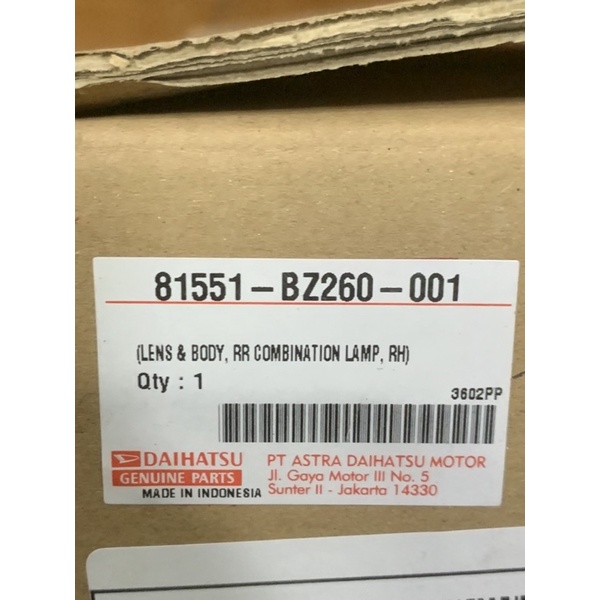 81551-BZ260-001
(LENS & BODY, RR COMBINATION LAMP, RH)
Qty : 1
3602PP
DAIHATSU
GENUINE PARTS
MADE IN INDONESIA
PT ASTRA DAIHATSU MOTOR
Jl. Gaya Motor III No. 5
Sunter II - Jakarta 14330